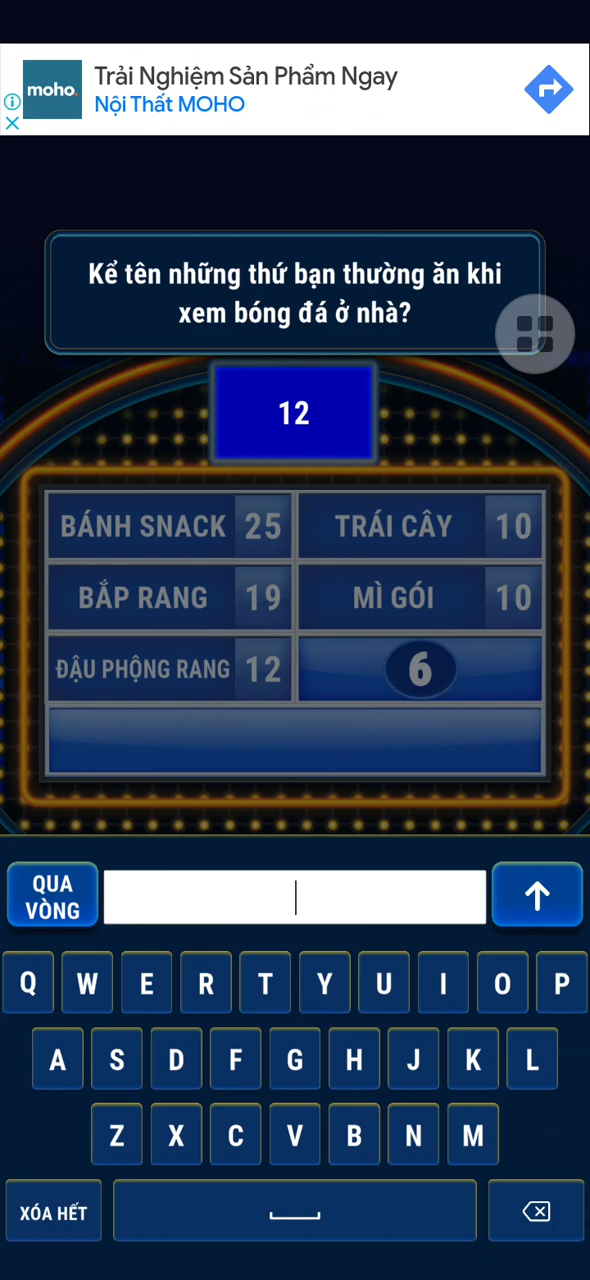 moho.
Trải Nghiệm Sản Phẩm Ngay
Nội Thất MOHO
Kể tên những thứ bạn thường ăn khi
xem bóng đá ở nhà?
12
BÁNH SNACK 25 TRÁI CÂY 10
BẮP RANG 19 MÌ GÓI 10
ĐẬU PHỘNG RANG 12 6
QUA
VÒNG
Q W E R T Y U I O P
A S D F G H J K L
Z X C V B N M
XÓA HẾT